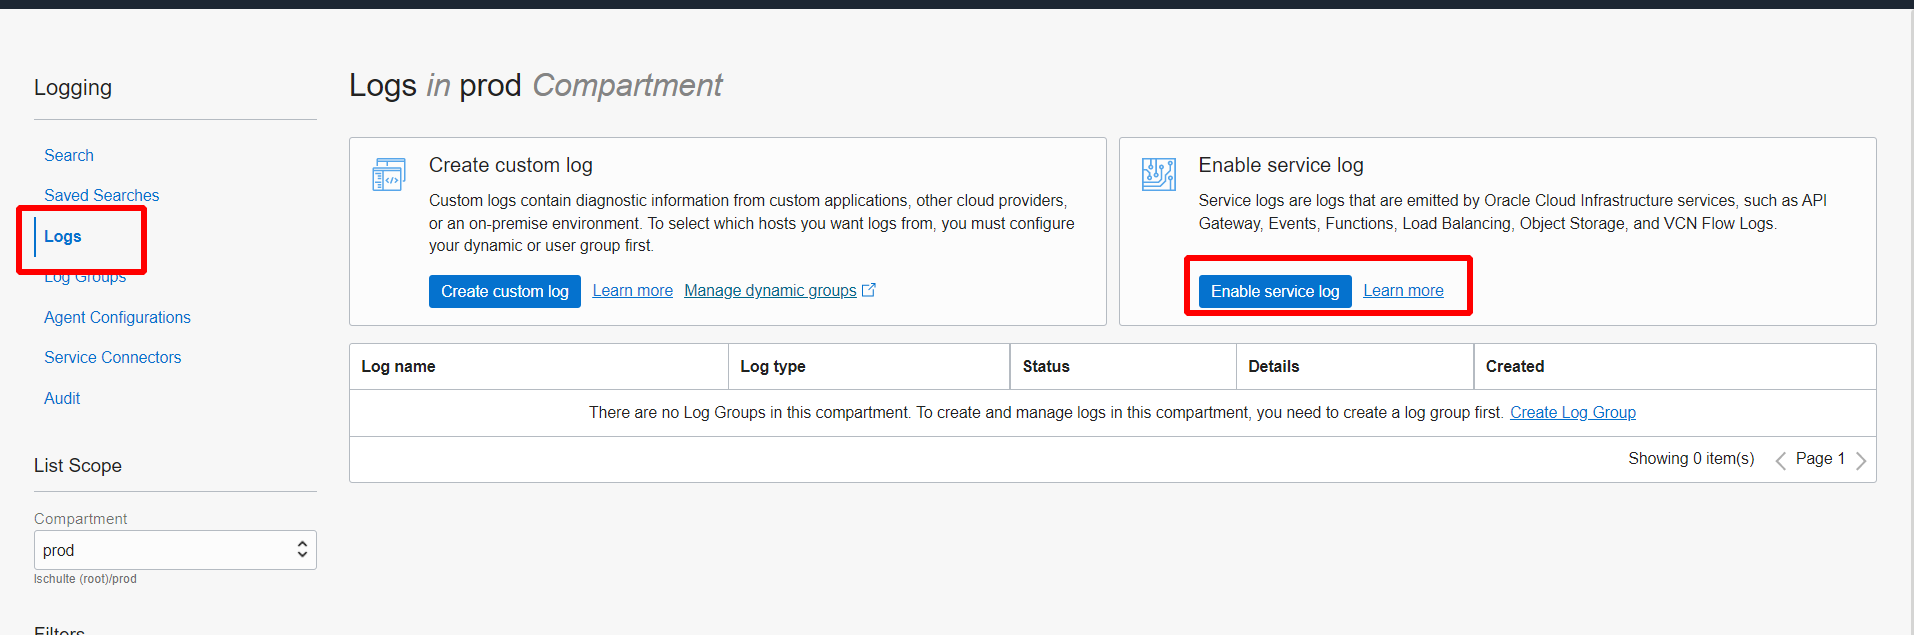 Logging
Search
Saved Searches
Logs
Log Groups
Agent Configurations
Service Connectors
Audit
List Scope
Compartment
prod
lschulte (root)/prod
Filters
Logs in prod Compartment
Create custom log
Custom logs contain diagnostic information from custom applications, other cloud providers,
or an on-premise environment. To select which hosts you want logs from, you must configure
your dynamic or user group first.
Create custom log Learn more Manage dynamic groups
Enable service log
Service logs are logs that are emitted by Oracle Cloud Infrastructure services, such as API
Gateway, Events, Functions, Load Balancing, Object Storage, and VCN Flow Logs.
Enable service log Learn more
Log name Log type Status Details Created
There are no Log Groups in this compartment. To create and manage logs in this compartment, you need to create a log group first. Create Log Group
Showing 0 item(s) Page 1